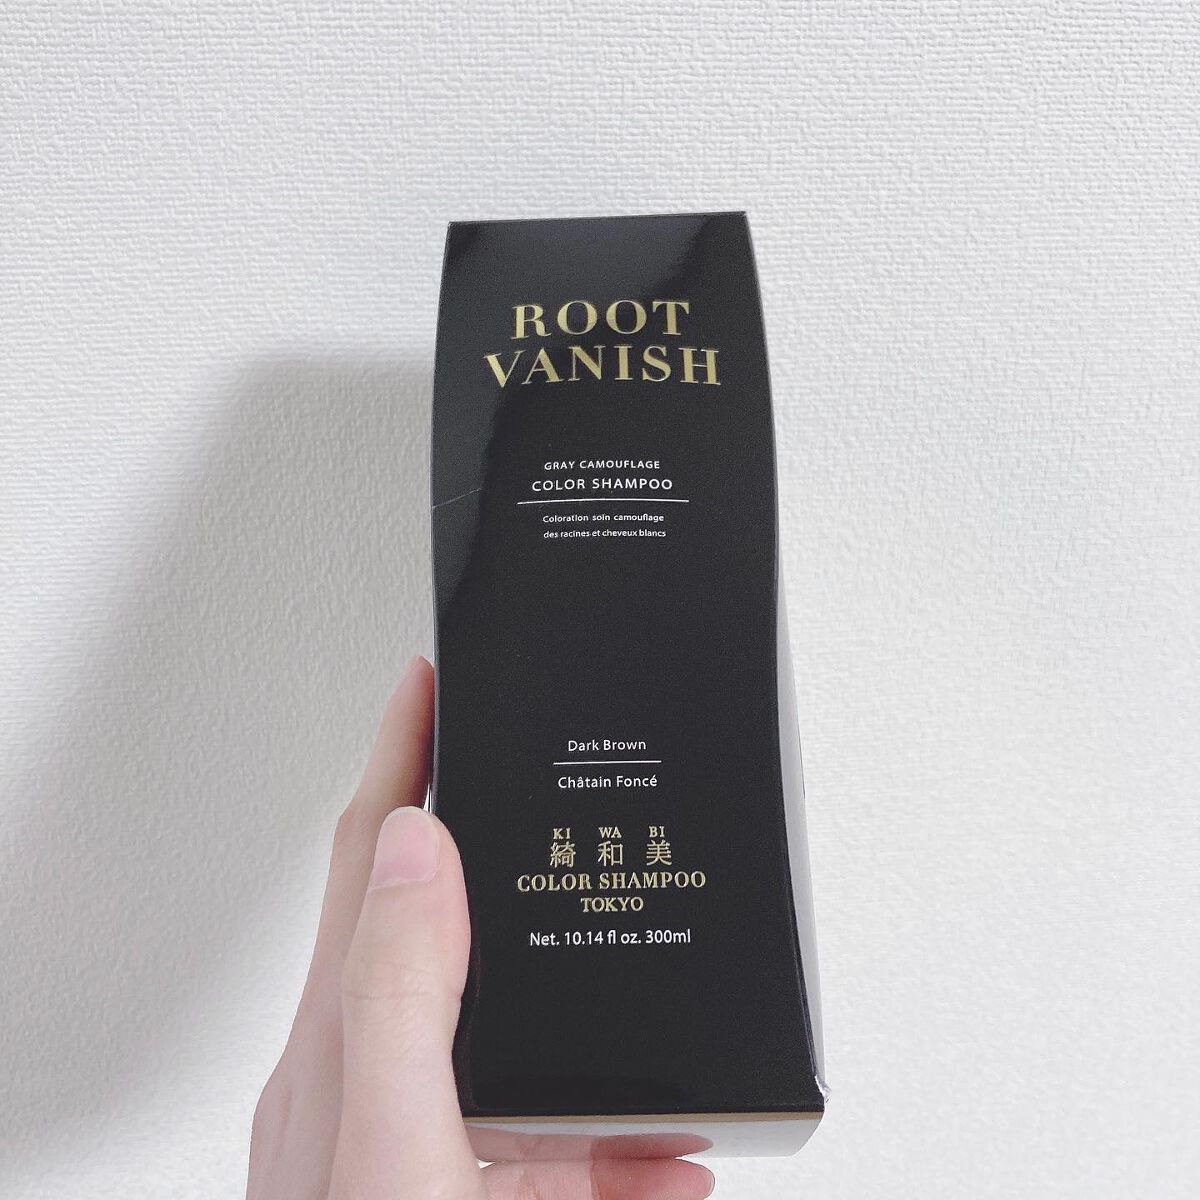 ROOT
VANISH
GRAY CAMOUFLAGE
COLOR SHAMPOO
Coloration soin camouflage
des racines et cheveux blancs
Dark Brown
Châtain Foncé
KI WA BI
綺和美
COLOR SHAMPOO
TOKYO
Net. 10.14 fl oz. 300ml